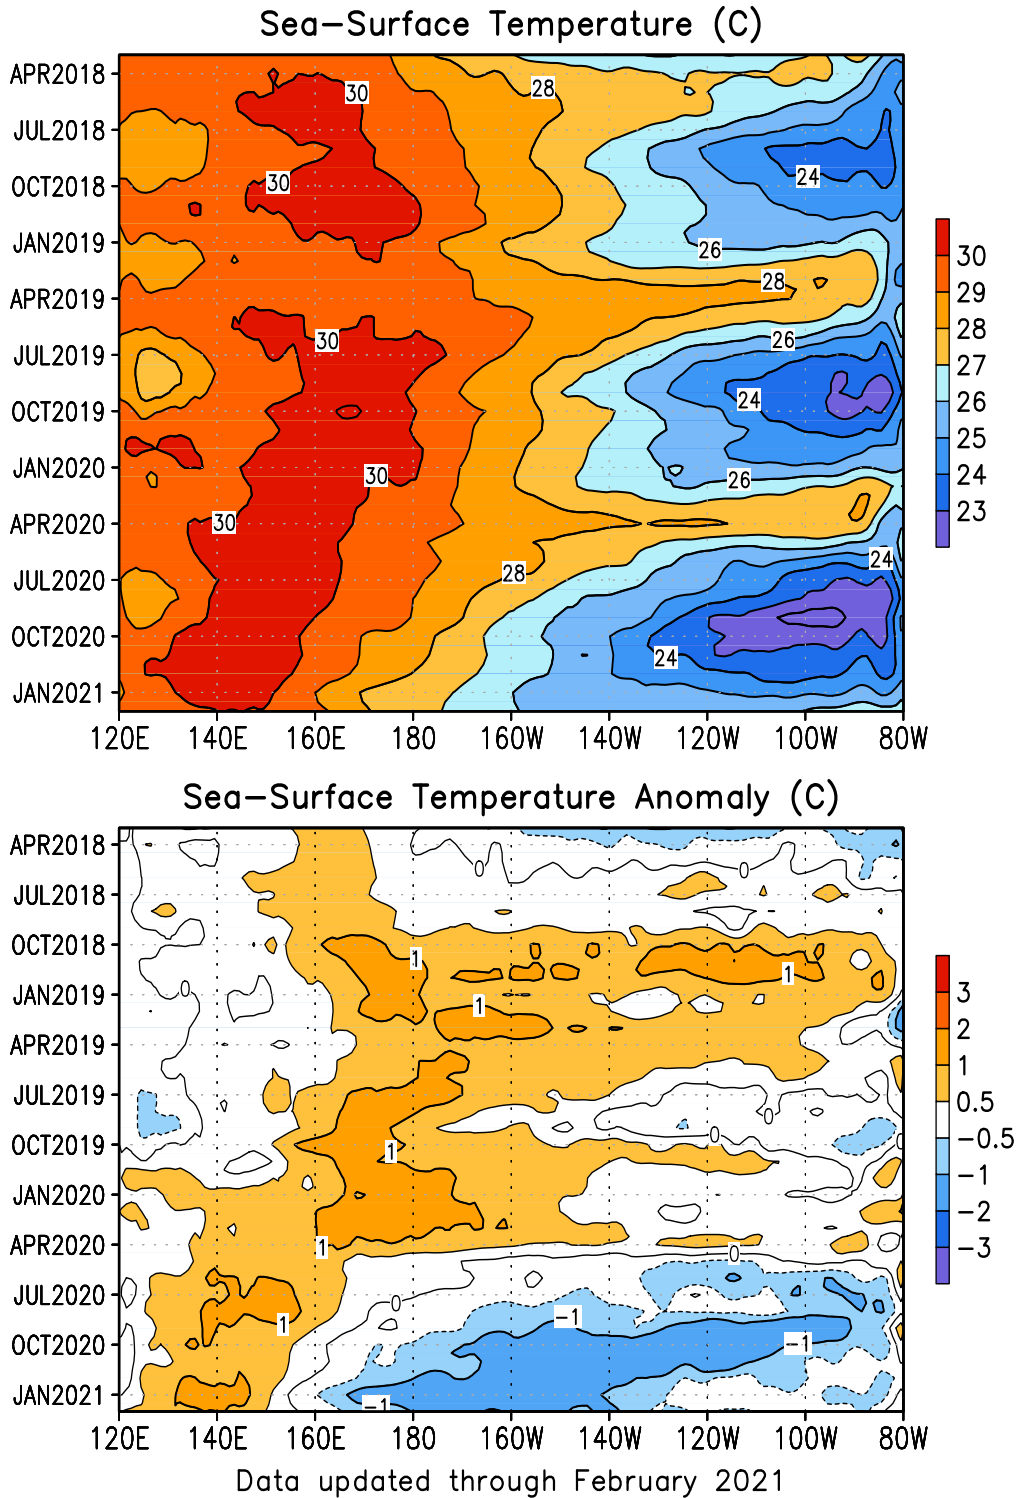 Sea-Surface Temperature (C)
APR2018
JUL2018
OCT2018
JAN2019
APR2019
JUL2019
OCT2019
JAN2020
APR2020
JUL2020
OCT2020
JAN2021
30
28
30
24
26
28
30
26
24
30
26
30
28
24
24
30
29
28
27
26
25
24
23
120E 140E 160E 180 160W 140W 120W 100W 80W
Sea-Surface Temperature Anomaly (C)
APR2018
JUL2018
OCT2018
JAN2019
APR2019
JUL2019
OCT2019
JAN2020
APR2020
JUL2020
OCT2020
JAN2021
0
0
1
1
0
1
0
0
1
0
1
0
0
1
-1
-1
-1
3
2
1
0.5
-0.5
-1
-2
-3
120E 140E 160E 180 160W 140W 120W 100W 80W
Data updated through February 2021